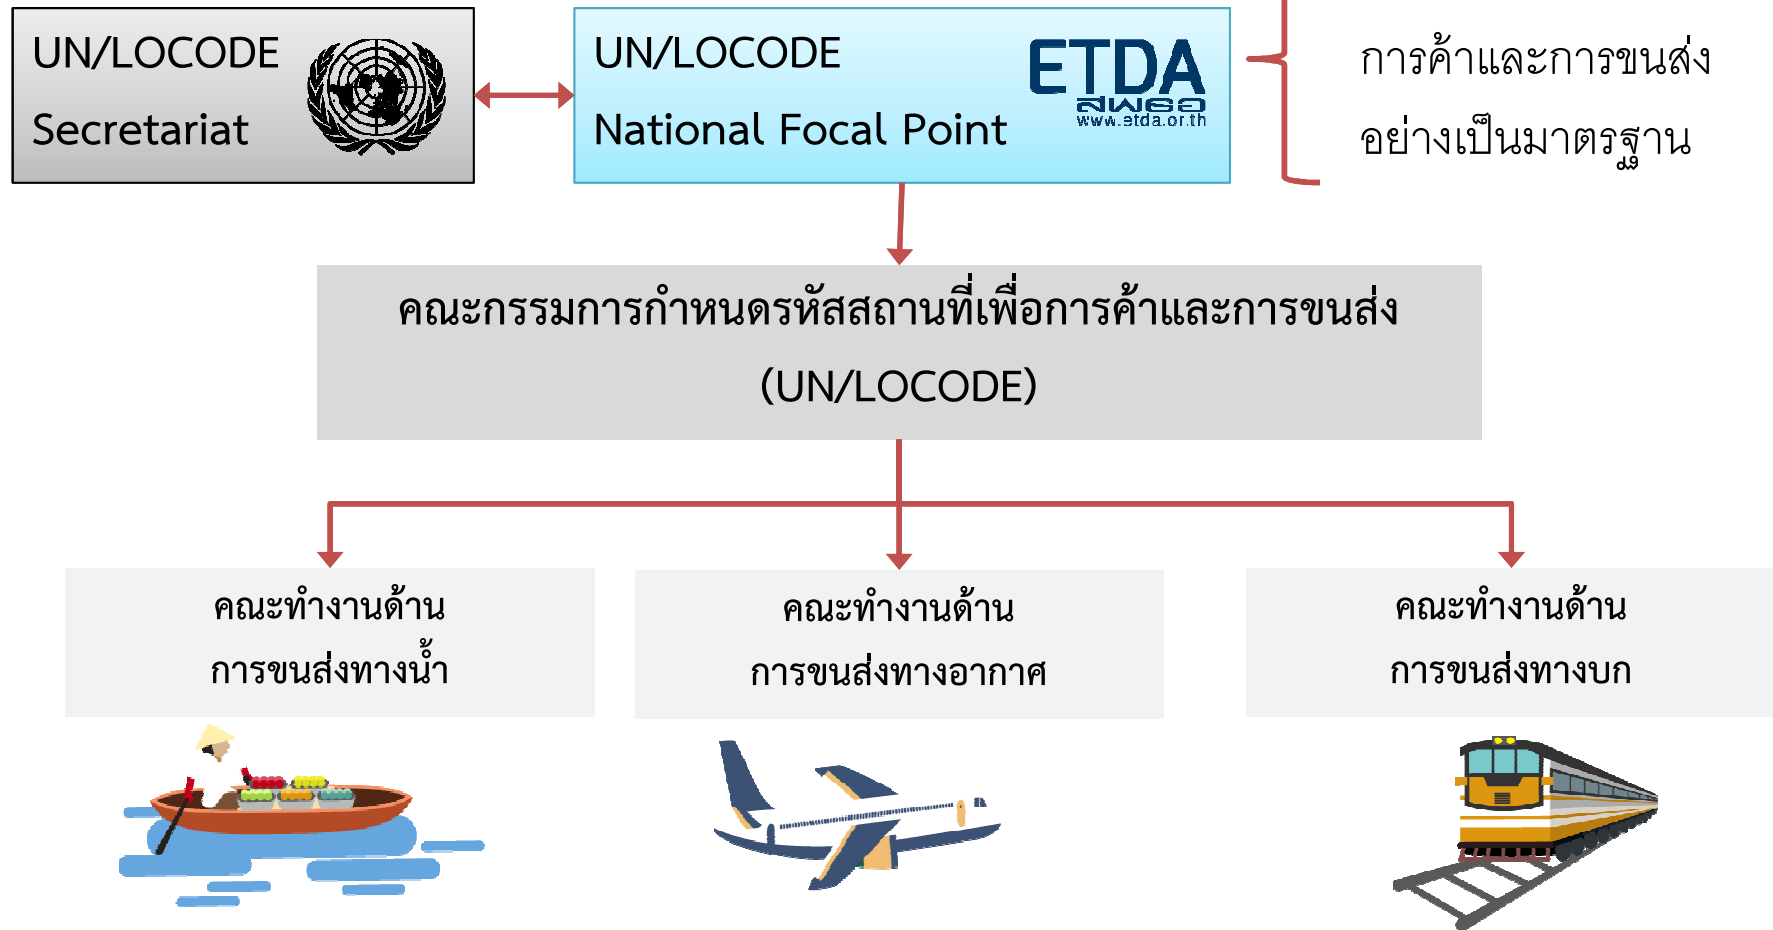 UN/LOCODE
Secretariat
UN/LOCODE
National Focal Point
ETDA
สพธอ
www.etda.or.th
การค้าและการขนส่ง
อย่างเป็นมาตรฐาน
คณะกรรมการกำหนดรหัสสถานที่เพื่อการค้าและการขนส่ง
(UN/LOCODE)
คณะทำงานด้าน
การขนส่งทางน้ำ
คณะทำงานด้าน
การขนส่งทางอากาศ
คณะทำงานด้าน
การขนส่งทางบก